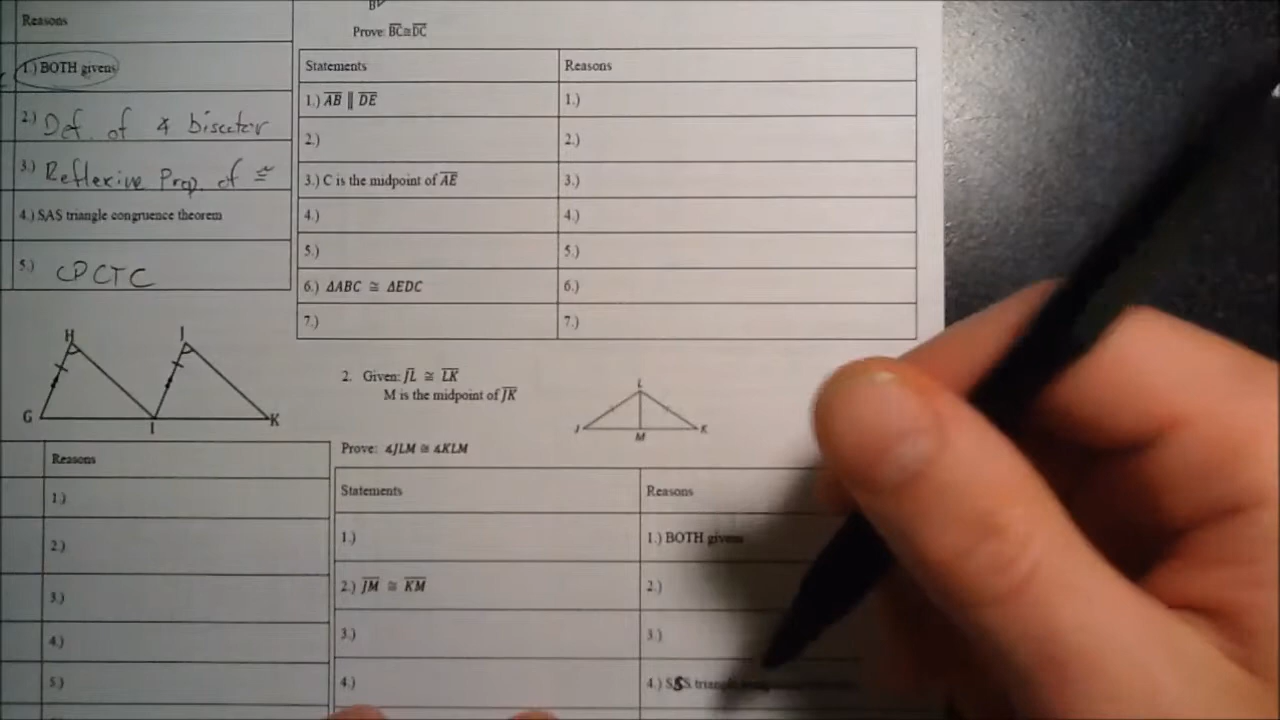 Reasons
1.) BOTH givens
2.) Def. of ∡ bisector
3.) Reflexive Prop. of ≅
4.) SAS triangle congruence theorem
5.) CPCTC
B
Prove: BC≅DC
Statements Reasons
1.) AB ∥ DE 1.)
2.) 2.)
3.) C is the midpoint of AE 3.)
4.) 4.)
5.) 5.)
6.) ΔABC ≅ ΔEDC 6.)
7.) 7.)
H J
G I K
Reasons
1.)
2.)
3.)
4.)
5.)
2. Given: JL ≅ LK
M is the midpoint of JK
L
J M K
Prove: ∡JLM ≅ ∡KLM
Statements Reasons
1.) 1.) BOTH givens
2.) JM ≅ KM 2.)
3.) 3.)
4.) 4.) SSS